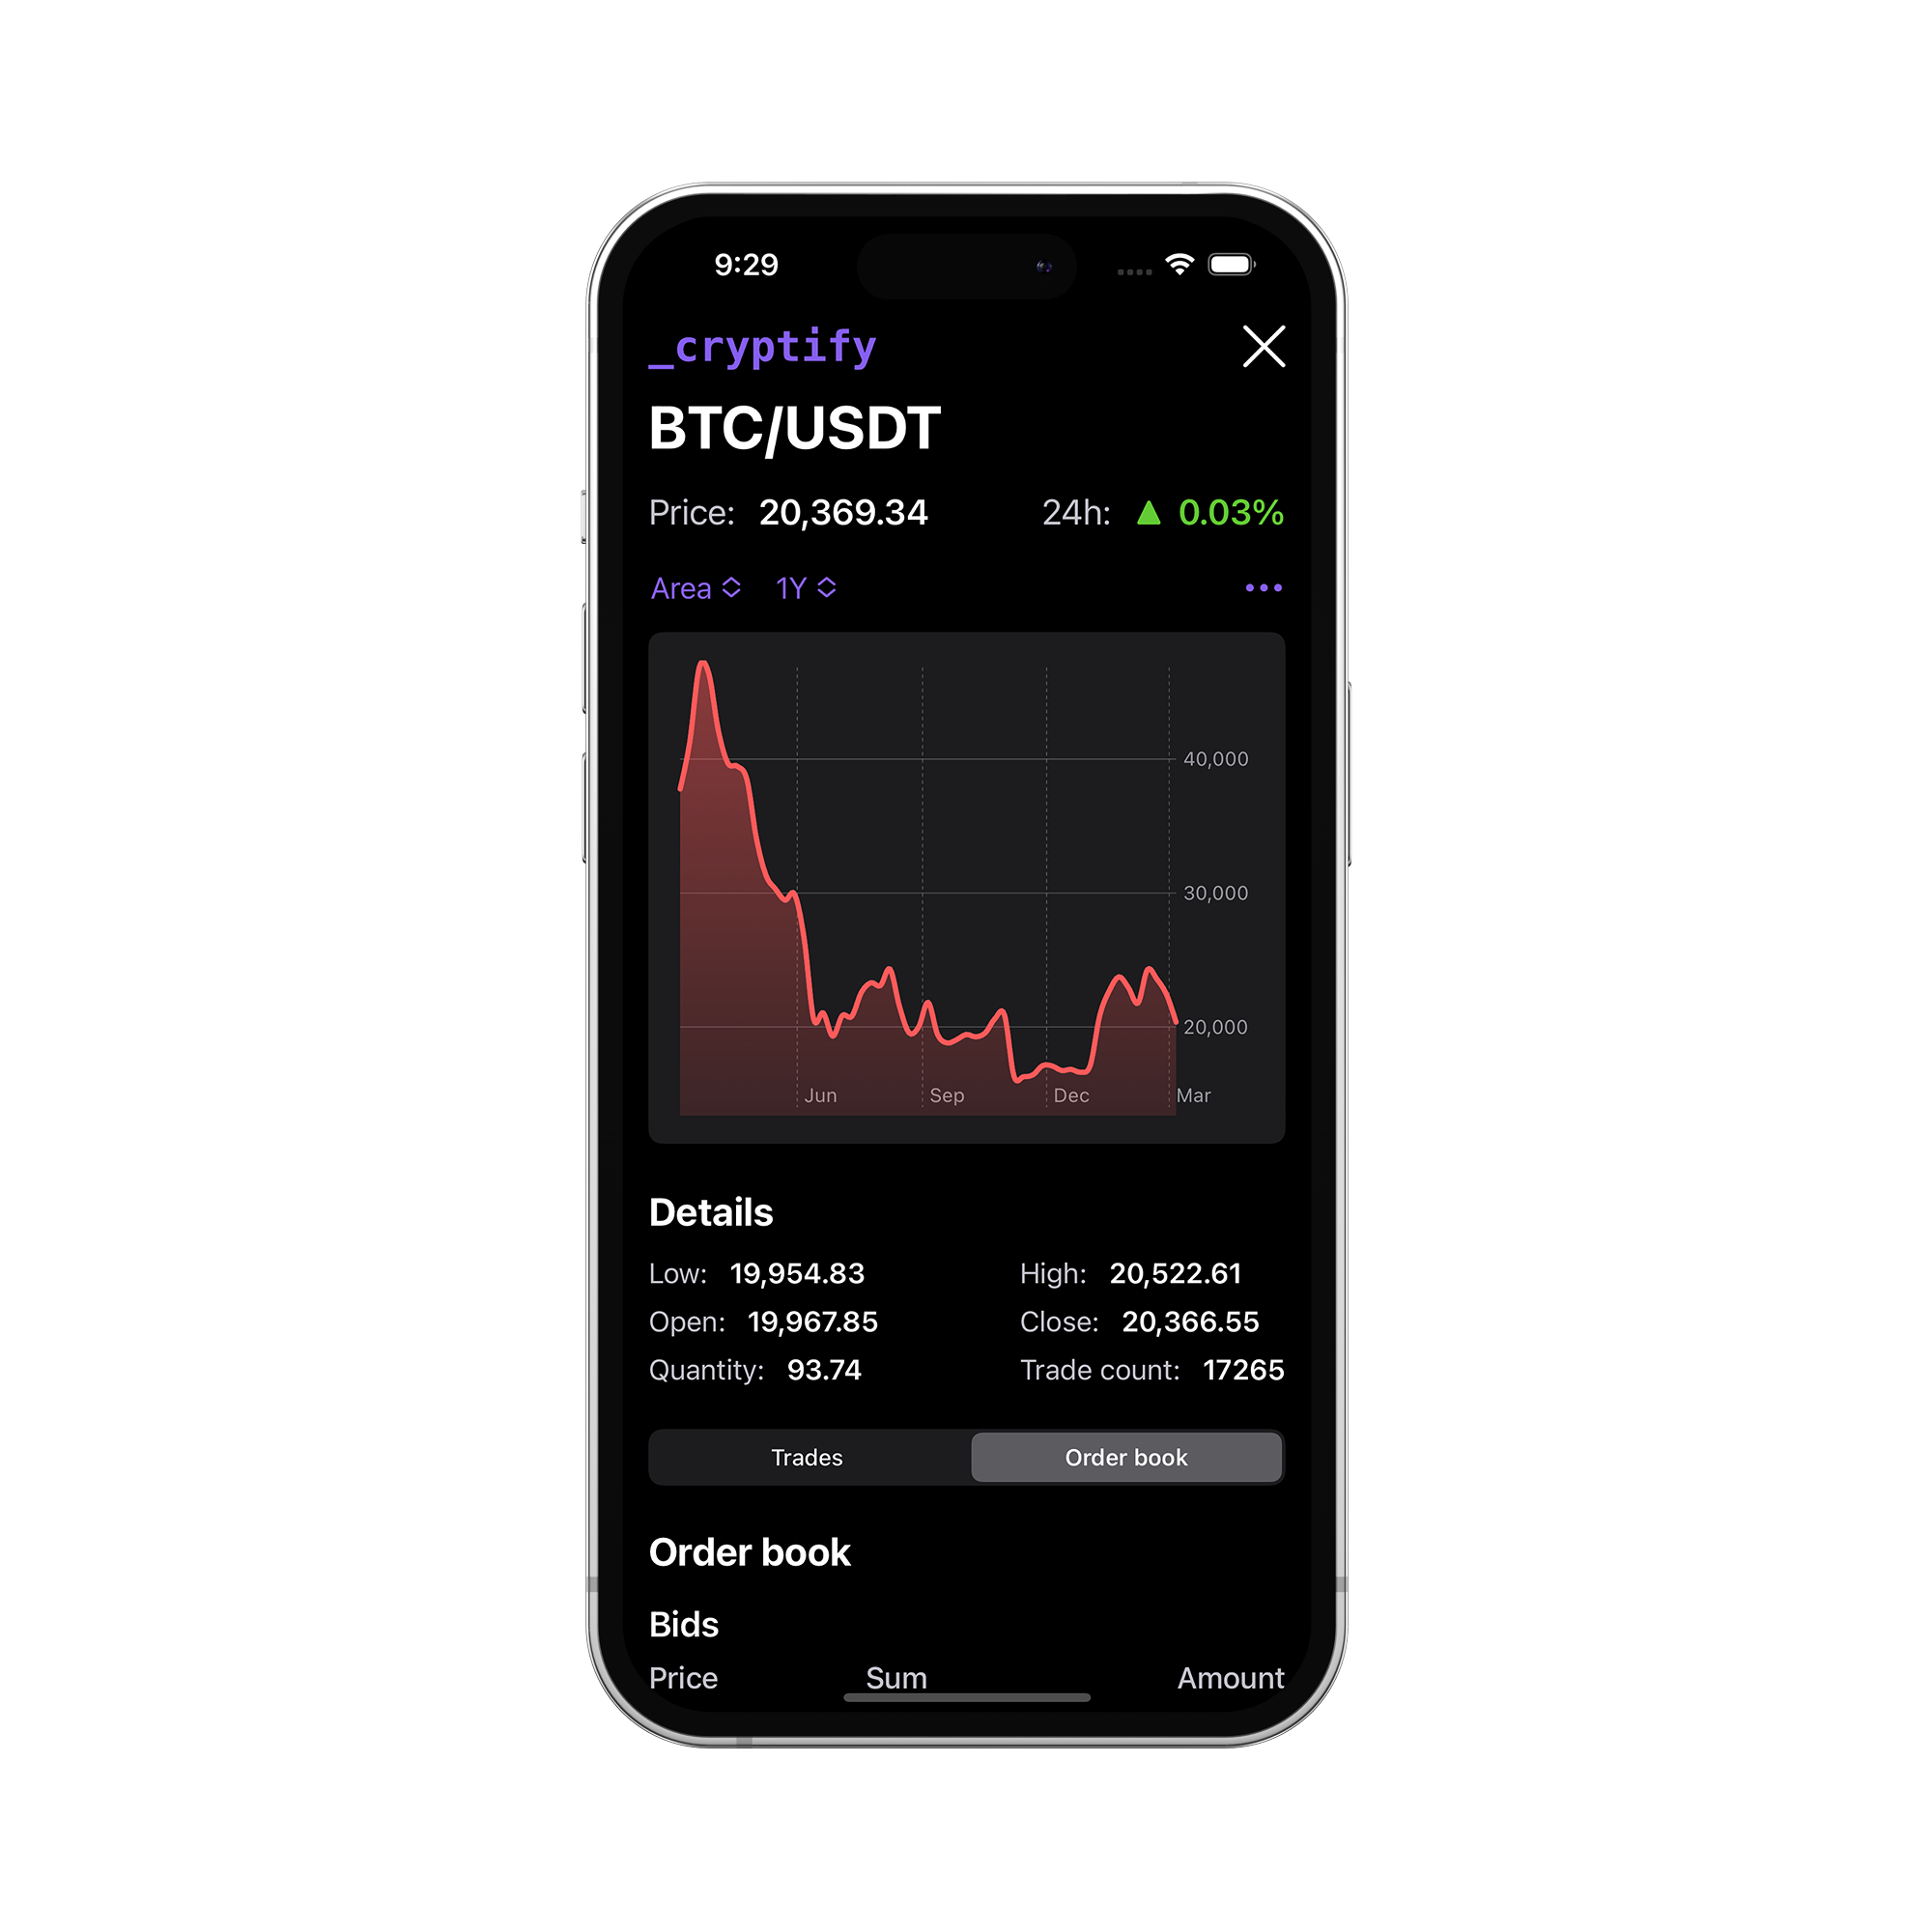 9:29
_cryptify
BTC/USDT
Price: 20,369.34 24h: ▲ 0.03%
Area 1Y
40,000
30,000
20,000
Jun Sep Dec Mar
Details
Low: 19,954.83 High: 20,522.61
Open: 19,967.85 Close: 20,366.55
Quantity: 93.74 Trade count: 17265
Trades Order book
Order book
Bids
Price Sum Amount